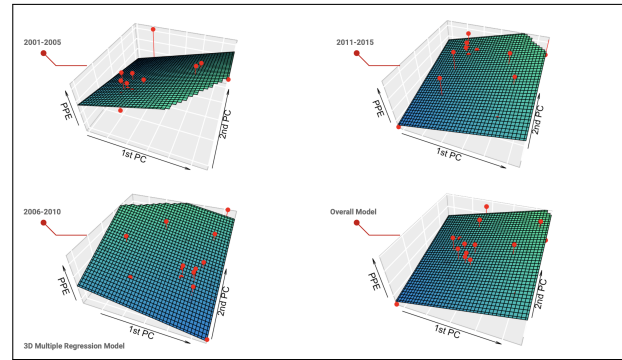 2001-2005
PPE
1st PC
2nd PC
2011-2015
PPE
1st PC
2nd PC
2006-2010
PPE
1st PC
2nd PC
Overall Model
PPE
1st PC
2nd PC
3D Multiple Regression Model